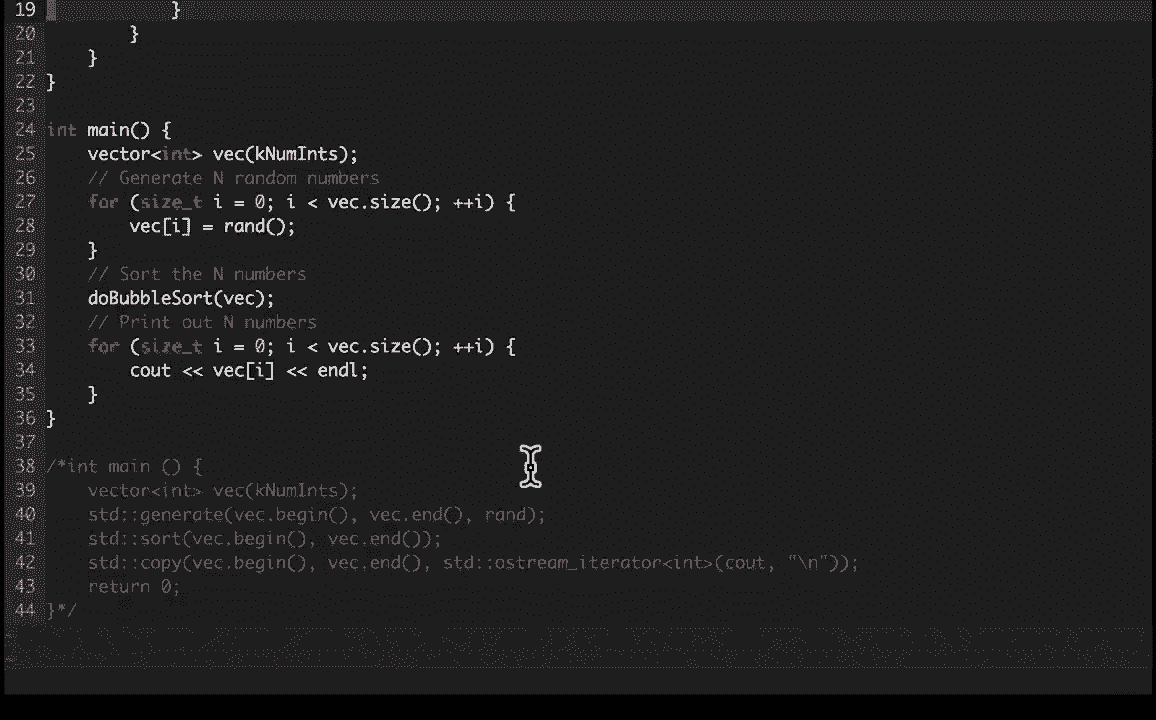 19             }
20         }
21     }
22 }
23
24 int main() {
25     vector<int> vec(kNumInts);
26     // Generate N random numbers
27     for (size_t i = 0; i < vec.size(); ++i) {
28         vec[i] = rand();
29     }
30     // Sort the N numbers
31     doBubbleSort(vec);
32     // Print out N numbers
33     for (size_t i = 0; i < vec.size(); ++i) {
34         cout << vec[i] << endl;
35     }
36 }
37
38 /*int main () {
39     vector<int> vec(kNumInts);
40     std::generate(vec.begin(), vec.end(), rand);
41     std::sort(vec.begin(), vec.end());
42     std::copy(vec.begin(), vec.end(), std::ostream_iterator<int>(cout, "\n"));
43     return 0;
44 }*/